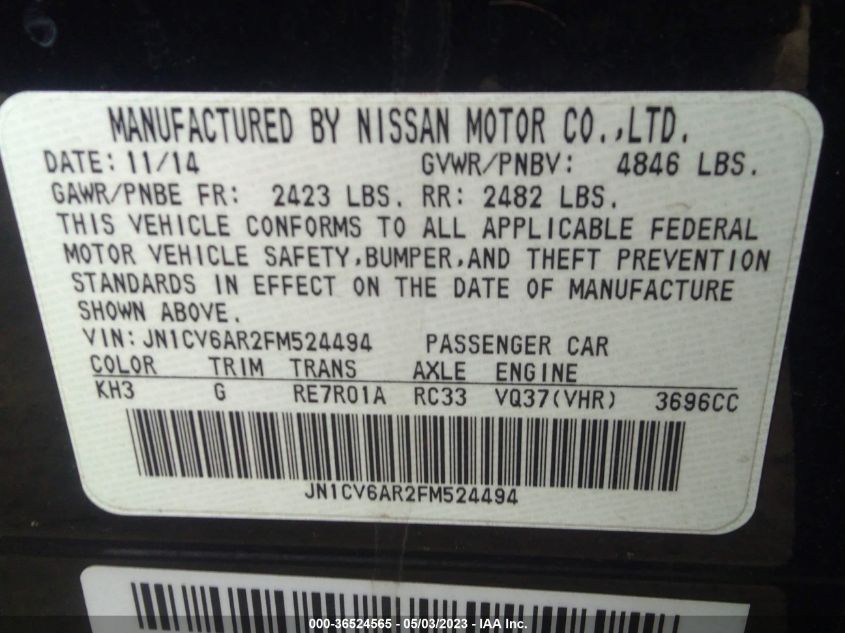 MANUFACTURED BY NISSAN MOTOR CO.,LTD.
DATE: 11/14 GVWR/PNBV: 4846 LBS.
GAWR/PNBE FR: 2423 LBS. RR: 2482 LBS.
THIS VEHICLE CONFORMS TO ALL APPLICABLE FEDERAL
MOTOR VEHICLE SAFETY,BUMPER,AND THEFT PREVENTION
STANDARDS IN EFFECT ON THE DATE OF MANUFACTURE
SHOWN ABOVE.
VIN: JN1CV6AR2FM524494 PASSENGER CAR
COLOR TRIM TRANS AXLE ENGINE
KH3 G RE7R01A RC33 VQ37(VHR) 3696CC
JN1CV6AR2FM524494
000-36524565 - 05/03/2023 - IAA Inc.